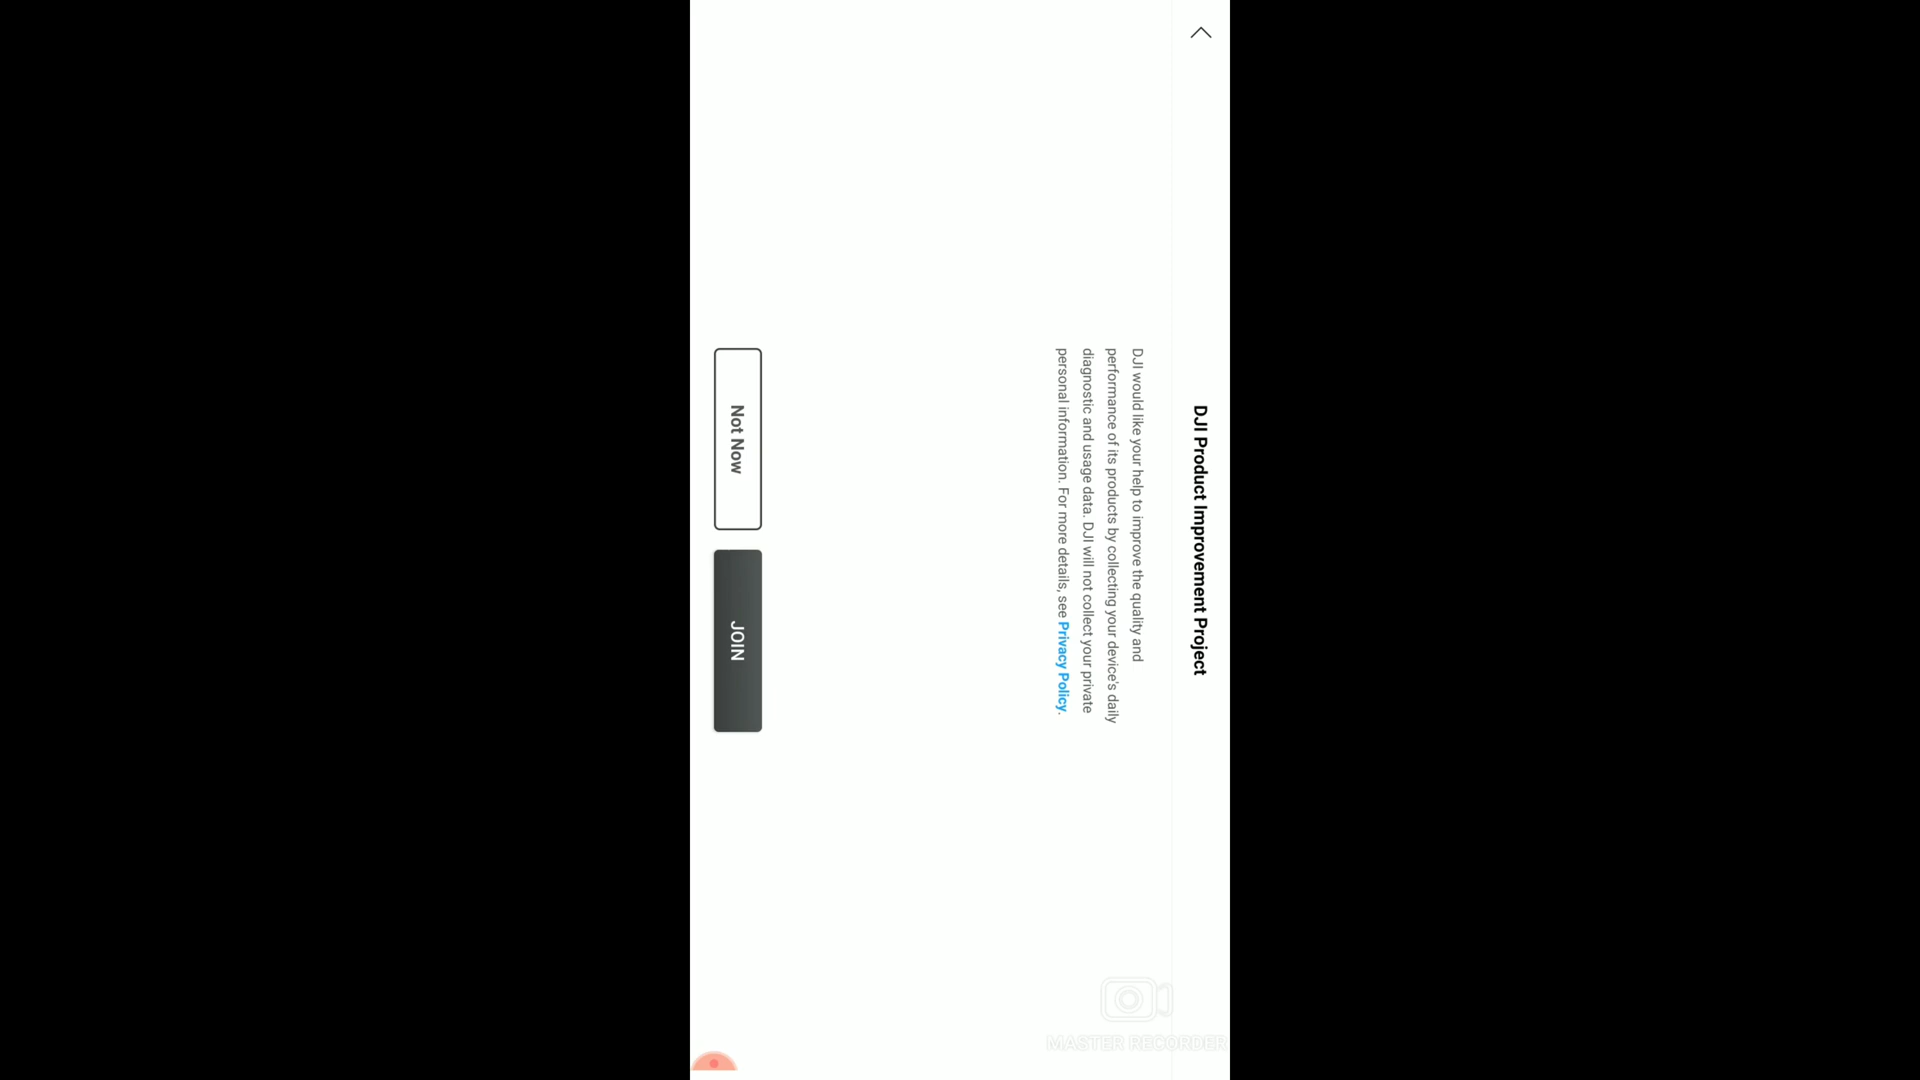 DJI Product Improvement Project
DJI would like your help to improve the quality and
performance of its products by collecting your device's daily
diagnostic and usage data. DJI will not collect your private
personal information. For more details, see Privacy Policy.
Not Now
JOIN
MASTER RECORDER